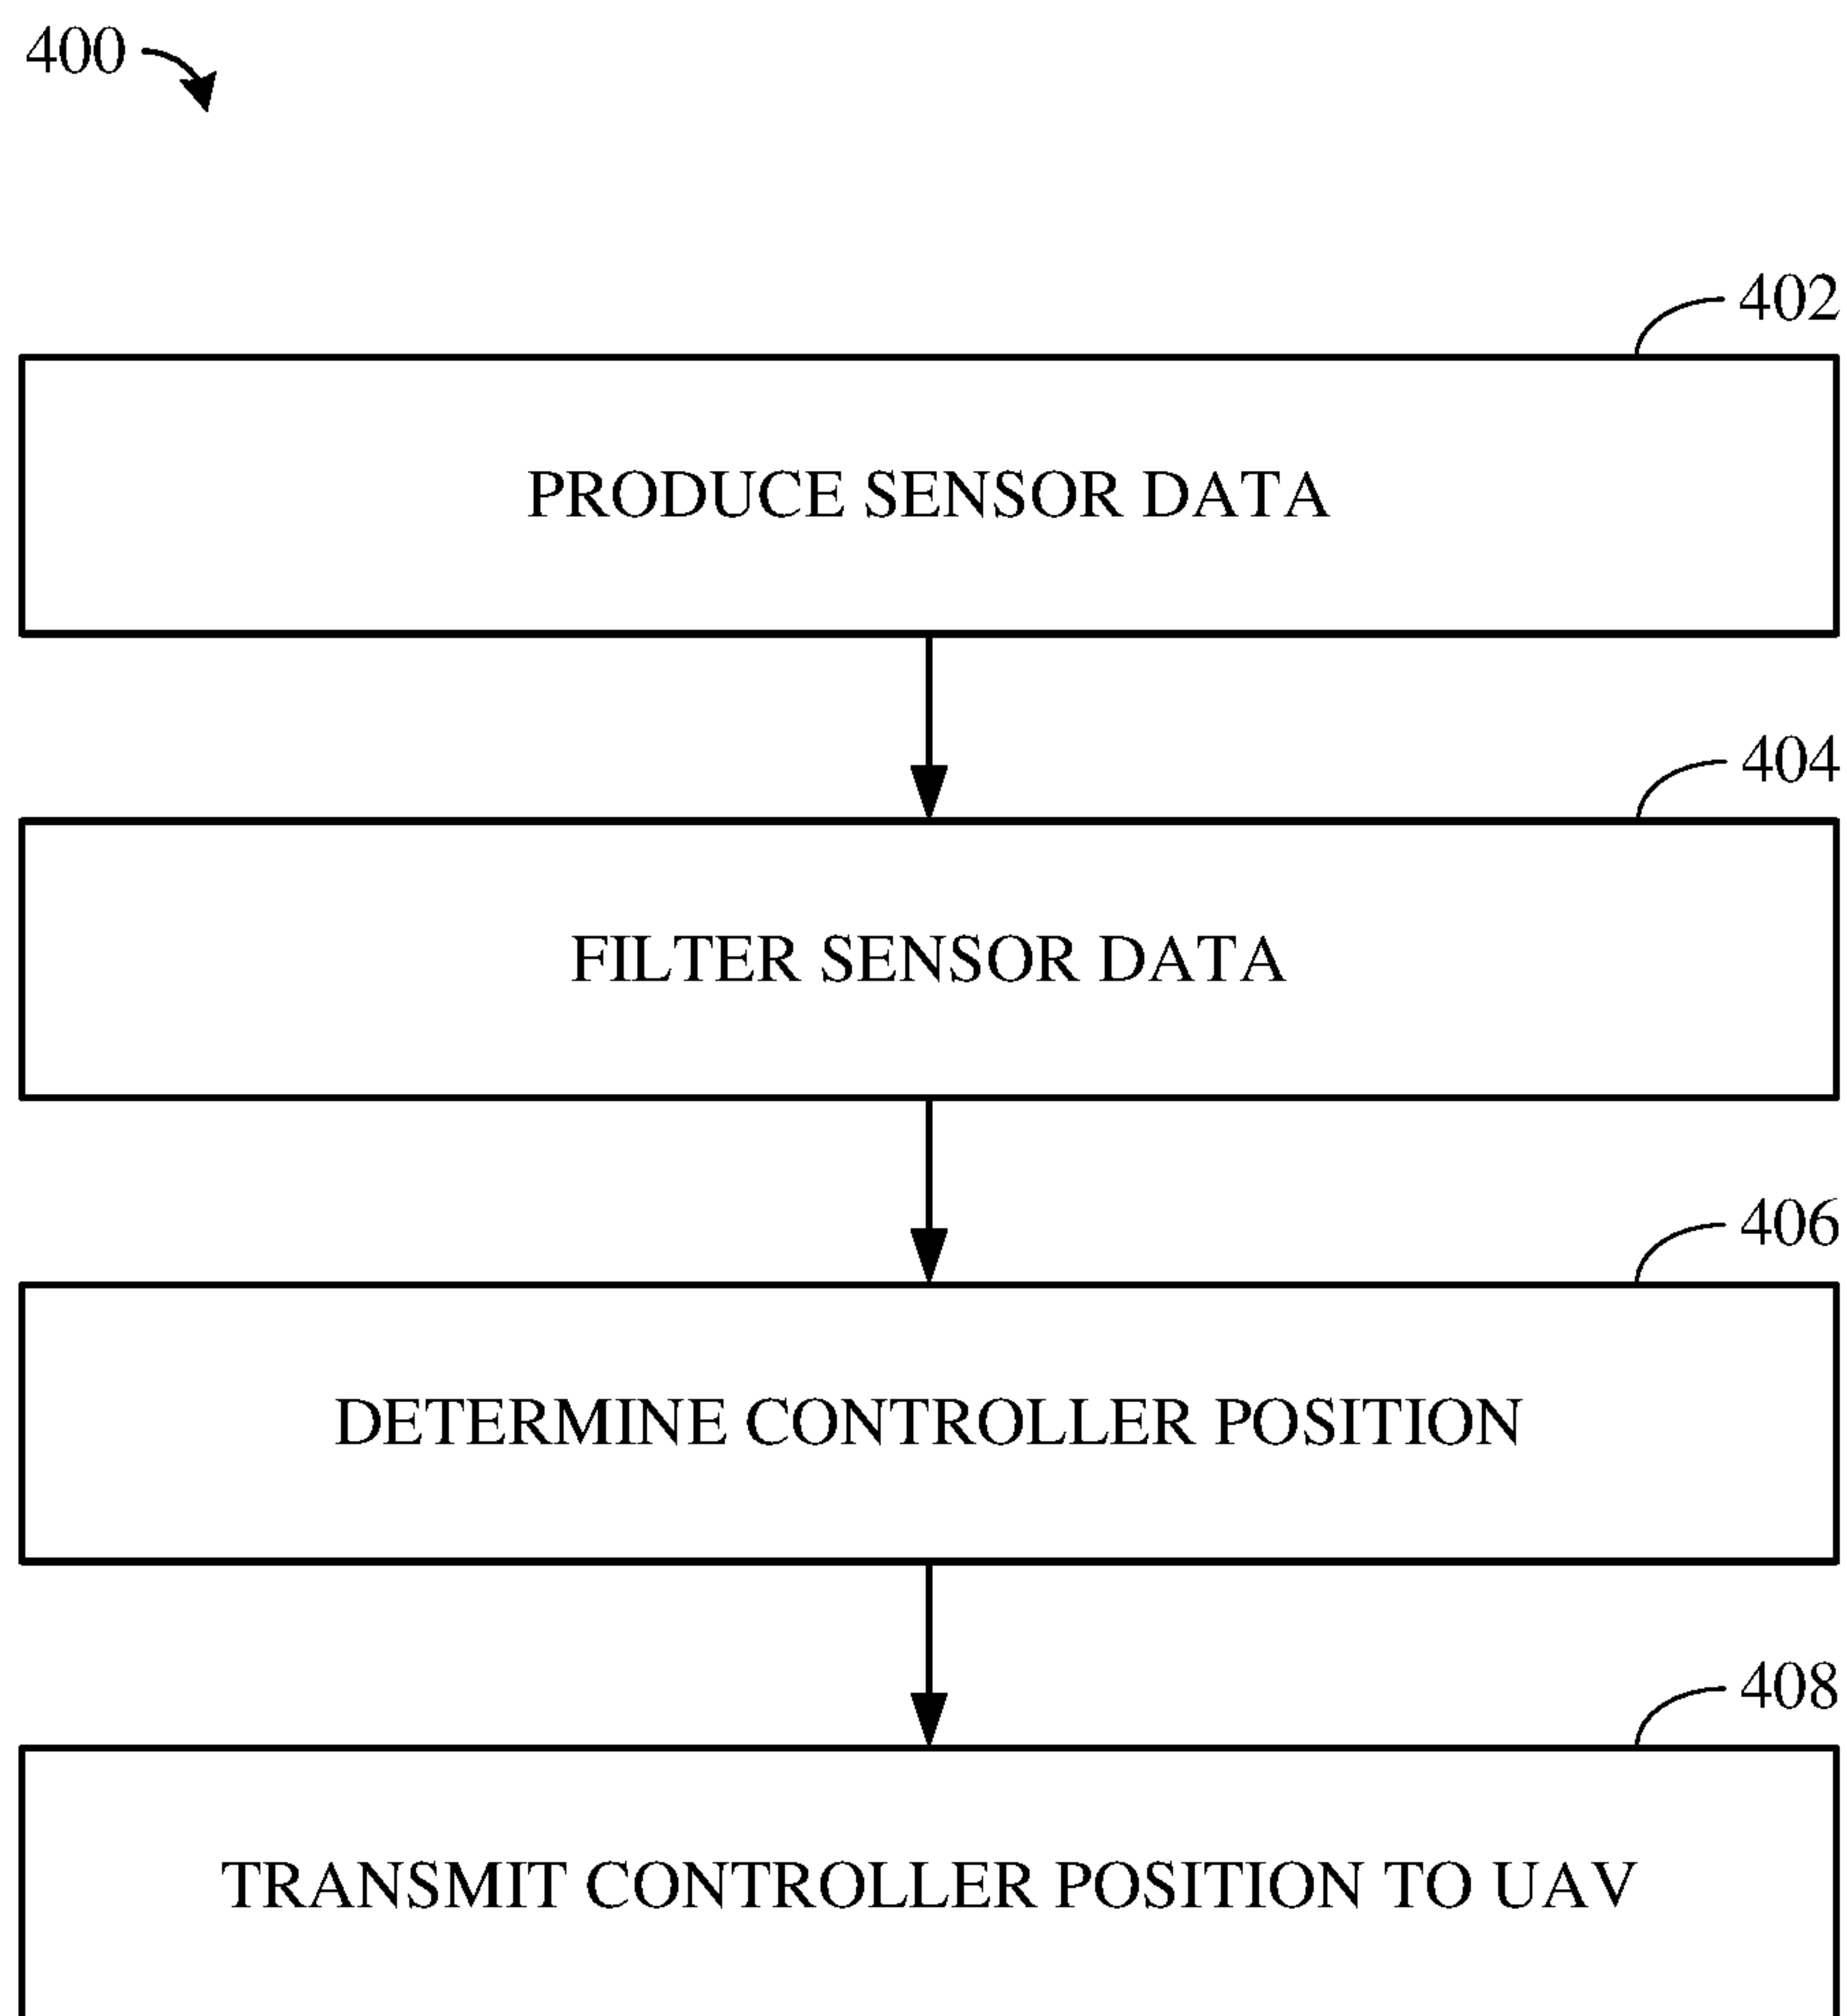 400
402
PRODUCE SENSOR DATA
404
FILTER SENSOR DATA
406
DETERMINE CONTROLLER POSITION
408
TRANSMIT CONTROLLER POSITION TO UAV